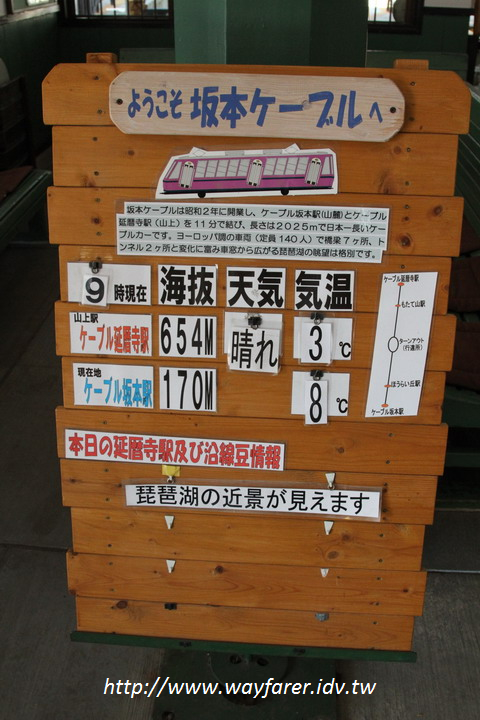 ようこそ 坂本ケーブルへ
坂本ケーブルは昭和2年に開業し、ケーブル坂本駅(山麓)とケーブル
延暦寺駅(山上)を11分で結び、長さは2025mで日本一長いケー
ブルカーです。ヨーロッパ調の車両(定員140人)で橋梁7ヶ所、ト
ンネル2ヶ所と変化に富み車窓から広がる琵琶湖の眺望は格別です。
9時現在 海抜 天気 気温
山上駅
ケーブル延暦寺駅 654M 晴れ 3℃
現在地
ケーブル坂本駅 170M 8℃
ケーブル延暦寺駅
もたて山駅
ターンアウト
(行違所)
ほうらい丘駅
ケーブル坂本駅
本日の延暦寺駅及び沿線豆情報
琵琶湖の近景が見えます
http://www.wayfarer.idv.tw